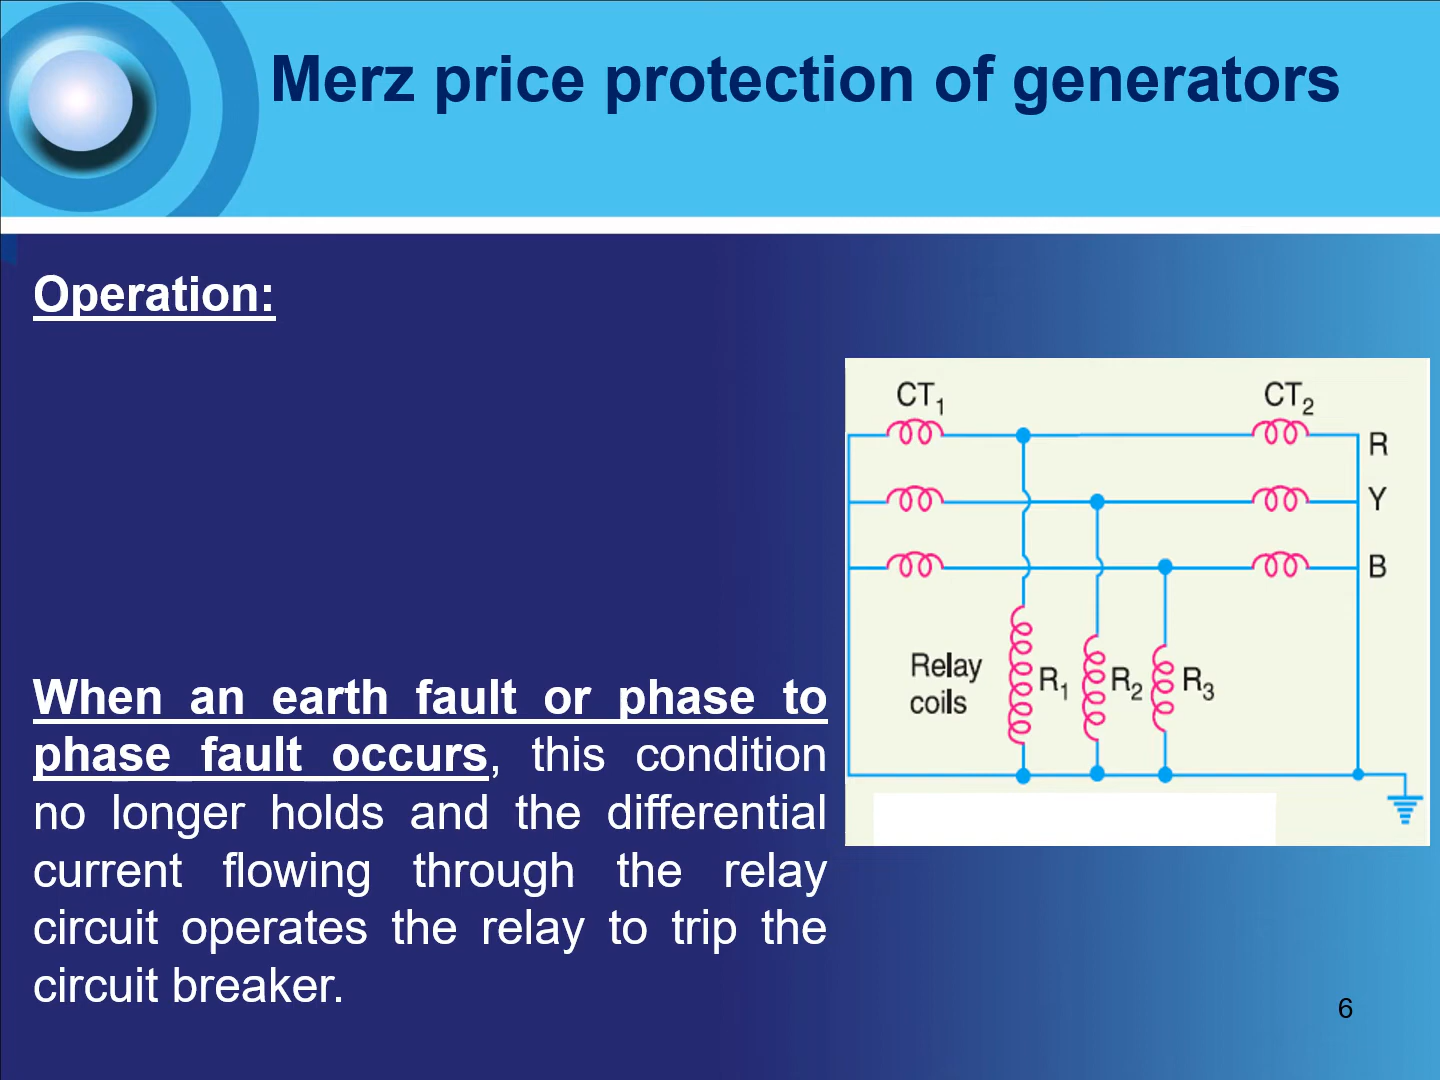 Merz price protection of generators
Operation:
When an earth fault or phase to
phase fault occurs, this condition
no longer holds and the differential
current flowing through the relay
circuit operates the relay to trip the
circuit breaker.
CT1 CT2
R
Y
B
Relay
coils
R1 R2 R3
6